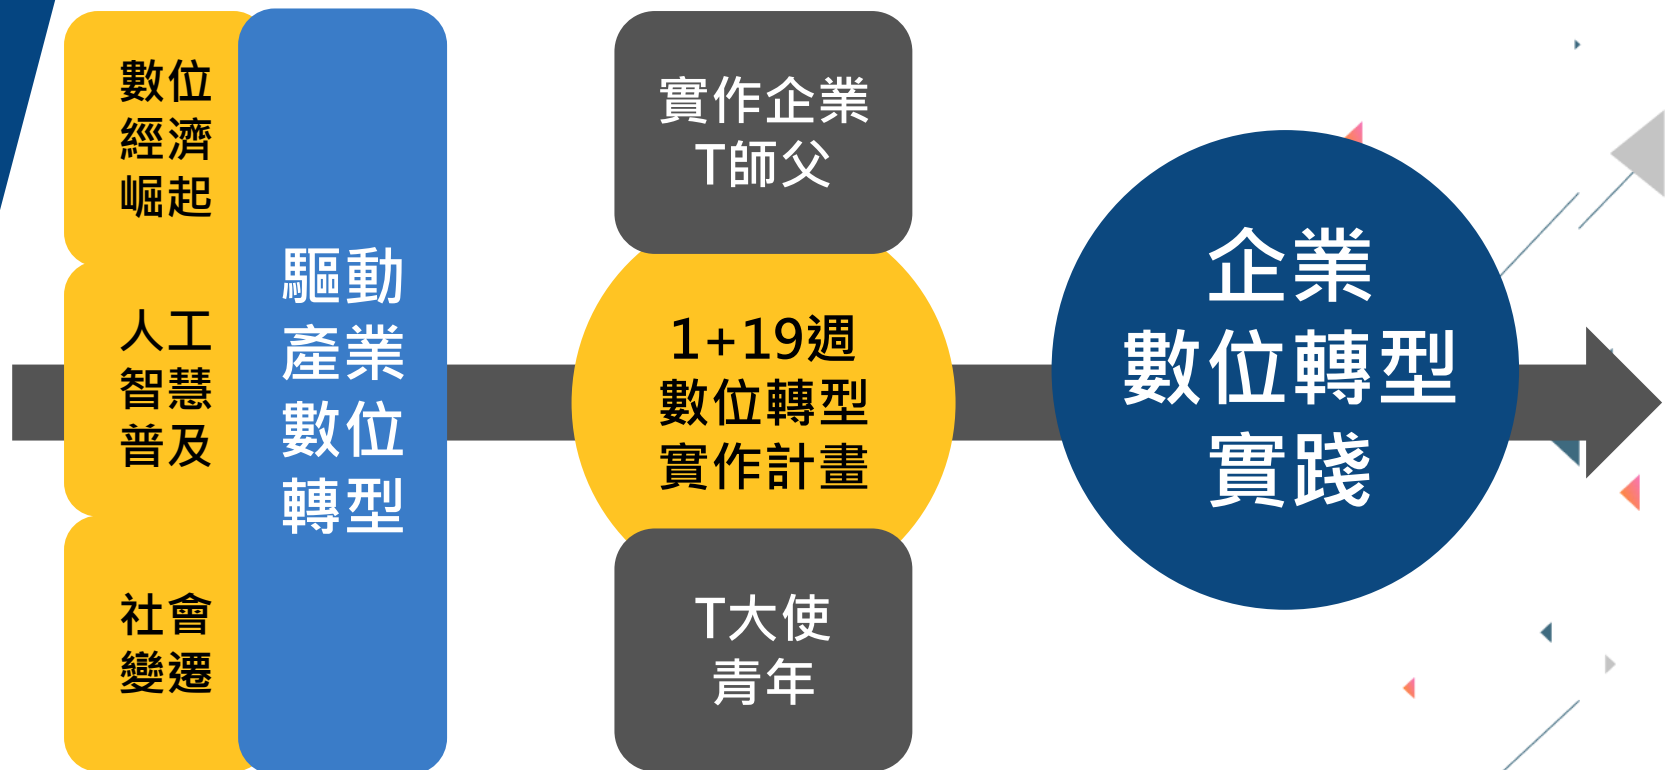 數位
經濟
崛起
人工
智慧
普及
社會
變遷
驅動
產業
數位
轉型
實作企業
T師父
1+19週
數位轉型
實作計畫
T大使
青年
企業
數位轉型
實踐